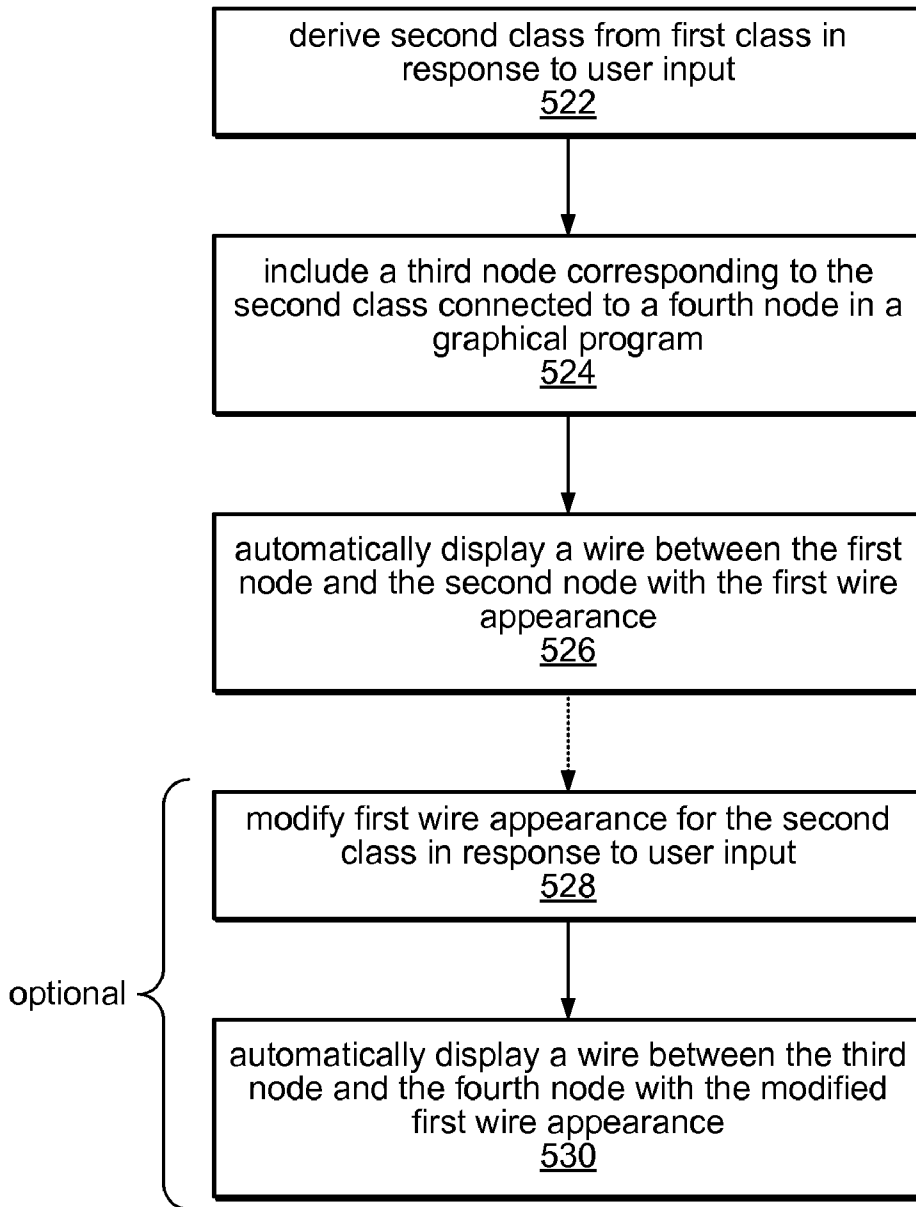 derive second class from first class in
response to user input
522
include a third node corresponding to the
second class connected to a fourth node in a
graphical program
524
automatically display a wire between the first
node and the second node with the first wire
appearance
526
modify first wire appearance for the second
class in response to user input
528
optional
automatically display a wire between the third
node and the fourth node with the modified
first wire appearance
530